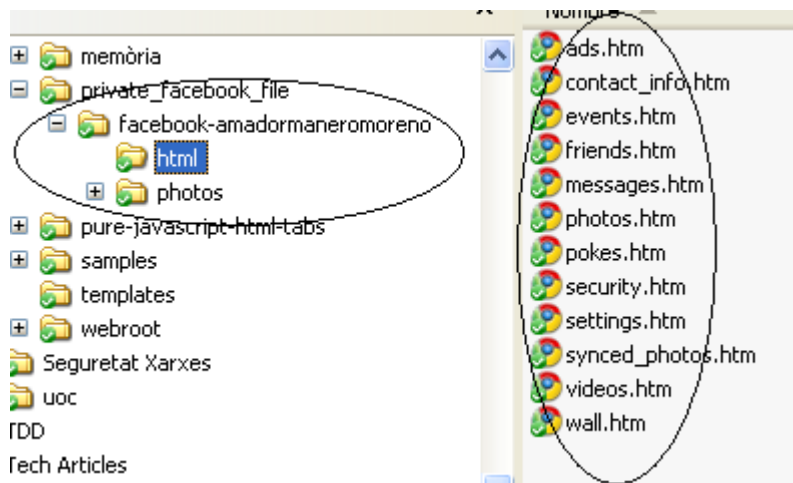 memòria
private_facebook_file
facebook-amadormaneromoreno
html
photos
pure-javascript-html-tabs
samples
templates
webroot
Seguretat Xarxes
uoc
TDD
Tech Articles
Nombre
ads.htm
contact_info.htm
events.htm
friends.htm
messages.htm
photos.htm
pokes.htm
security.htm
settings.htm
synced_photos.htm
videos.htm
wall.htm